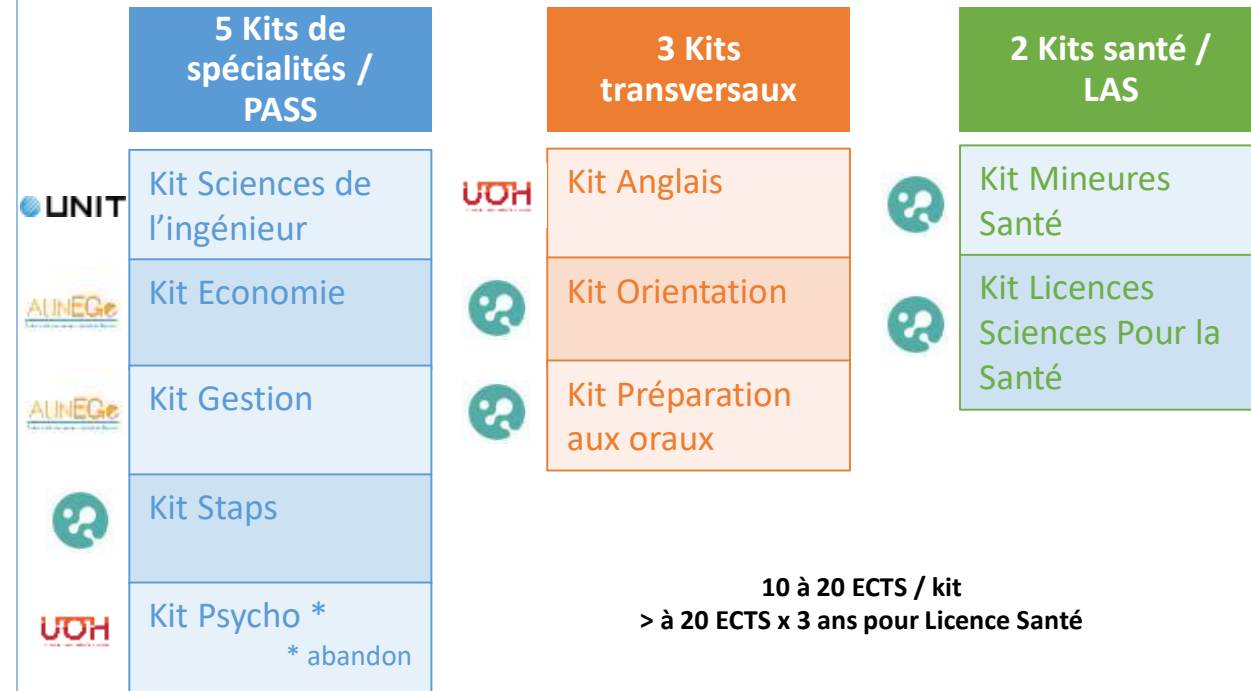 5 Kits de
spécialités /
PASS
UNIT
Kit Sciences de
l'ingénieur
AUNEGe
Kit Economie
AUNEGe
Kit Gestion
Kit Staps
UOH
Kit Psycho *
* abandon
3 Kits
transversaux
UOH
Kit Anglais
Kit Orientation
Kit Préparation
aux oraux
2 Kits santé /
LAS
Kit Mineures
Santé
Kit Licences
Sciences Pour la
Santé
10 à 20 ECTS / kit
> à 20 ECTS x 3 ans pour Licence Santé